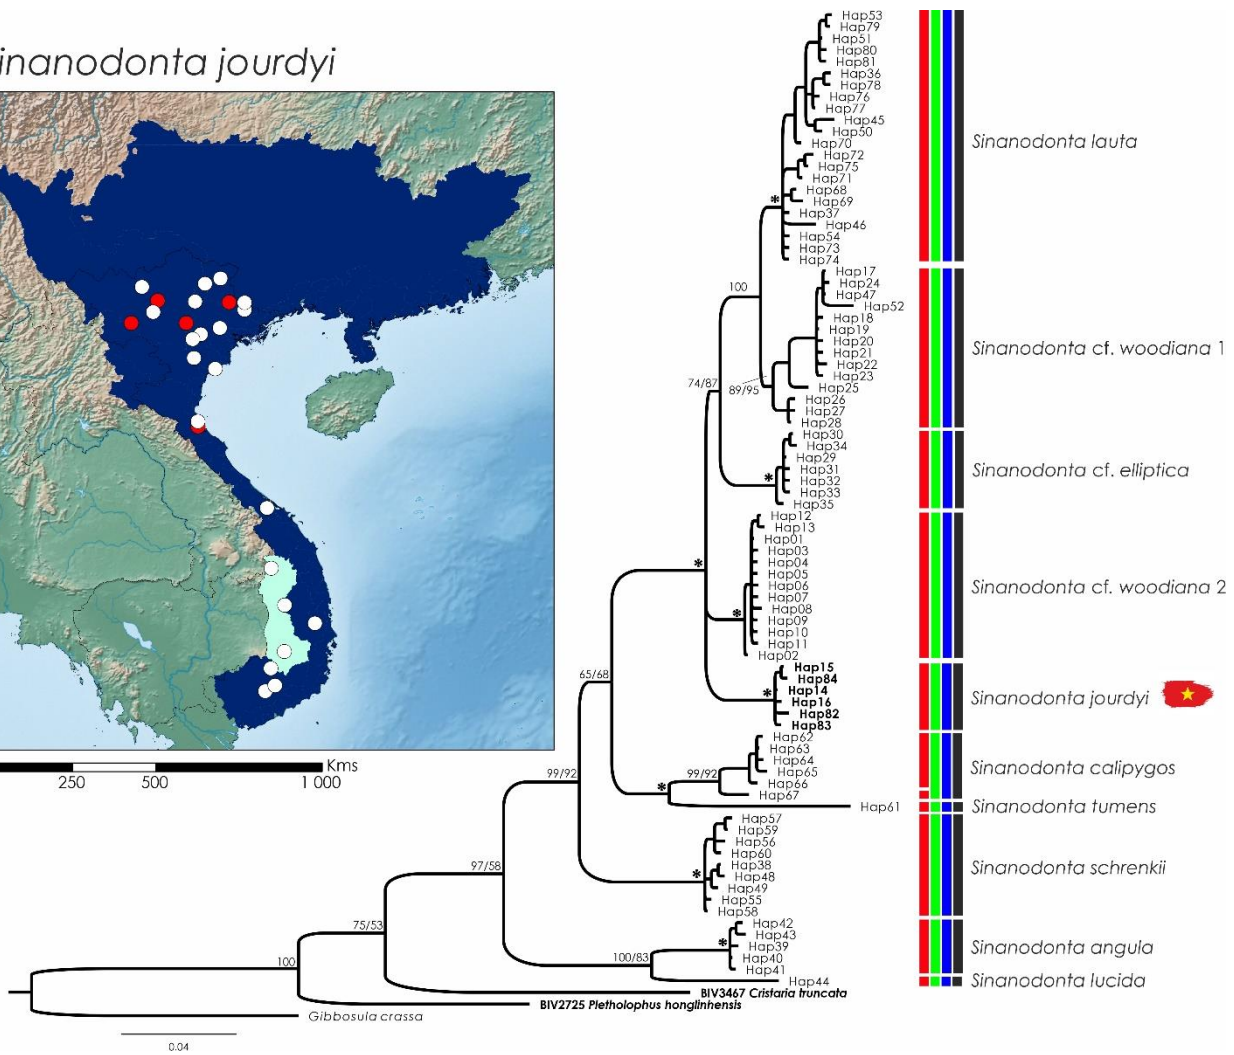 inanodonta jourdyi
250
500
1 000
Kms
Hap53
Hap79
Hap51
Hap80
Hap81
Hap36
Hap78
Hap76
Hap77
Hap45
Hap50
Hap70
Hap72
Hap75
Hap71
Hap68
Hap69
Hap37
Hap46
Hap54
Hap73
Hap74
Hap17
Hap24
Hap47
Hap52
Hap18
Hap19
Hap20
Hap21
Hap22
Hap23
Hap25
Hap26
Hap27
Hap28
Hap30
Hap34
Hap29
Hap31
Hap32
Hap33
Hap35
Hap12
Hap13
Hap01
Hap03
Hap04
Hap05
Hap06
Hap07
Hap08
Hap09
Hap10
Hap11
Hap02
Hap15
Hap84
Hap14
Hap16
Hap82
Hap83
Hap62
Hap63
Hap64
Hap65
Hap66
Hap67
Hap61
Hap57
Hap59
Hap56
Hap60
Hap38
Hap48
Hap49
Hap55
Hap58
Hap42
Hap43
Hap39
Hap40
Hap41
Hap44
BIV3467 Cristaria truncata
BIV2725 Pletholophus honglinhensis
Gibbosula crassa
*
100
89/95
74/87
*
*
*
*
65/68
99/92
*
99/92
*
97/58
*
100/83
75/53
100
0.04
Sinanodonta lauta
Sinanodonta cf. woodiana 1
Sinanodonta cf. elliptica
Sinanodonta cf. woodiana 2
Sinanodonta jourdyi
Sinanodonta calipygos
Sinanodonta tumens
Sinanodonta schrenkii
Sinanodonta angula
Sinanodonta lucida